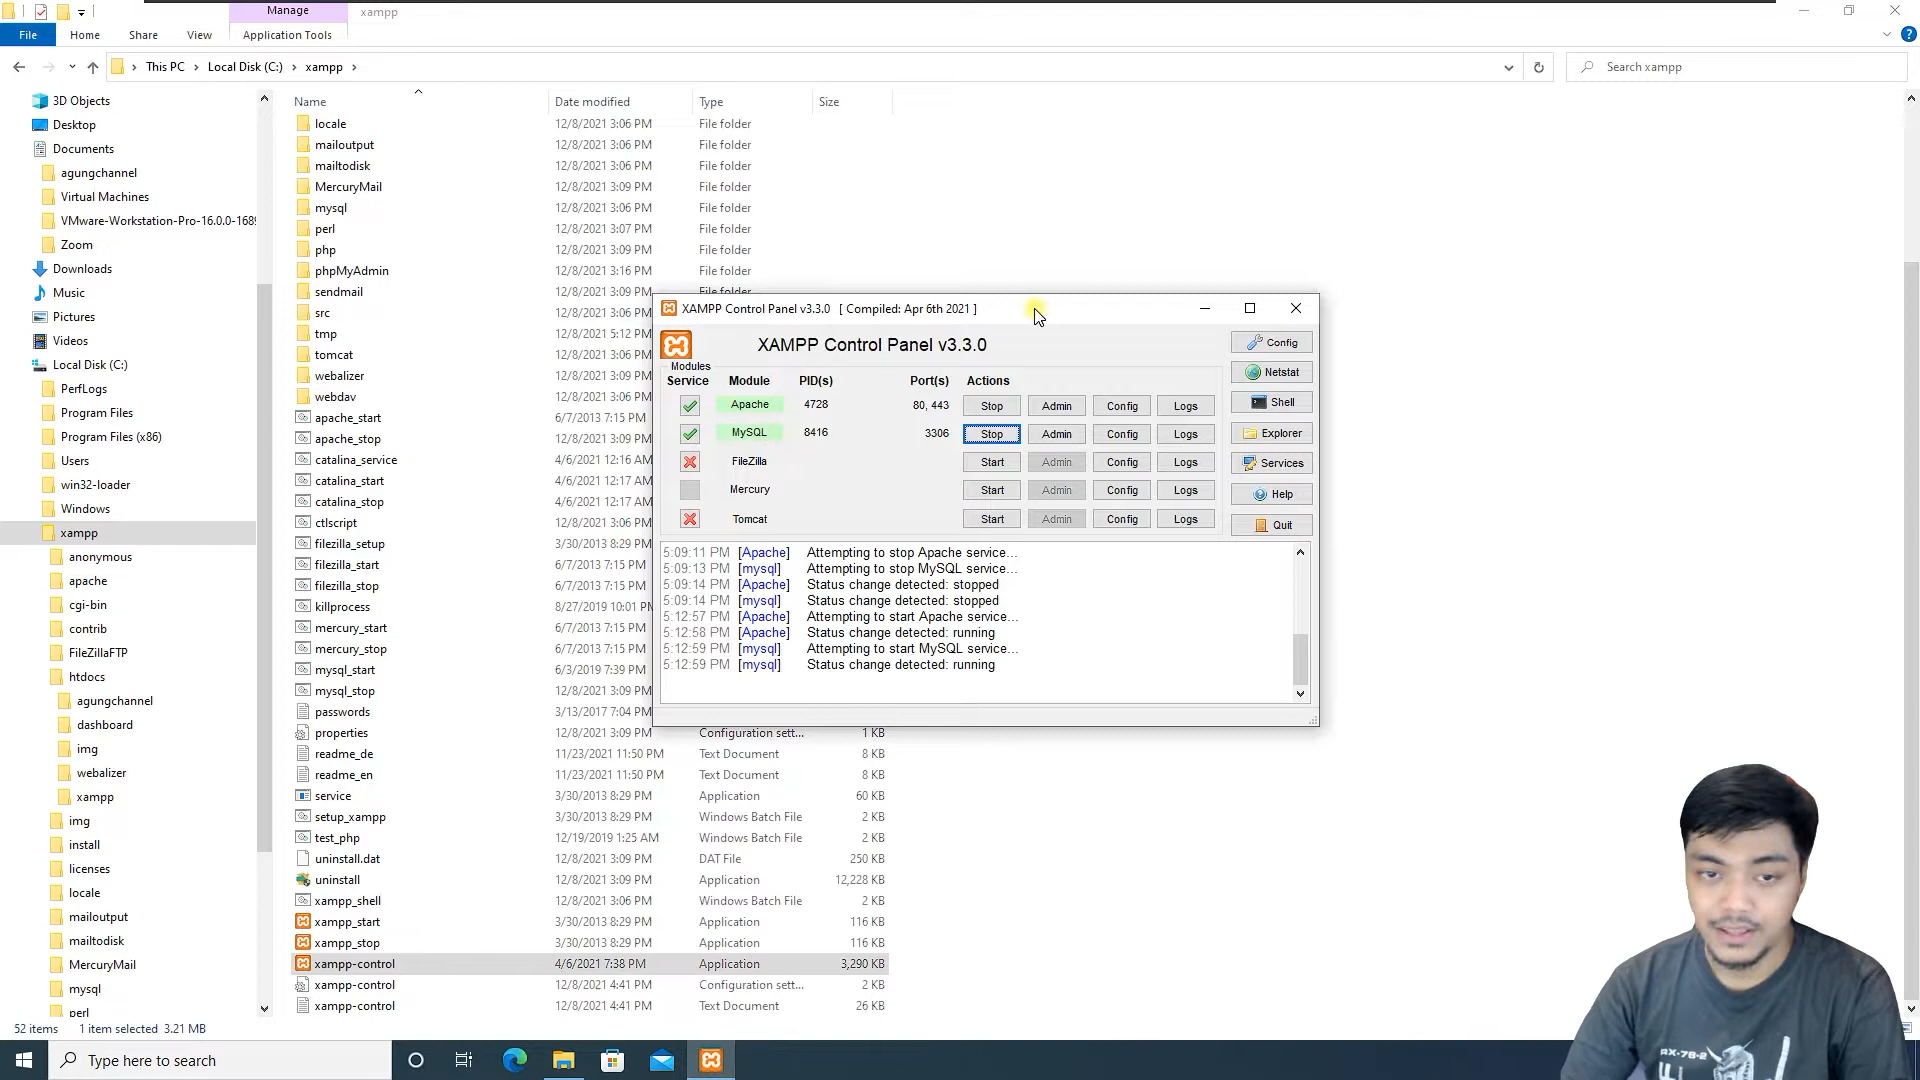 Manage
xampp
File
Home
Share
View
Application Tools
This PC
Local Disk (C:)
xampp
Search xampp
3D Objects
Desktop
Documents
agungchannel
Virtual Machines
VMware-Workstation-Pro-16.0.0-168
Zoom
Downloads
Music
Pictures
Videos
Local Disk (C:)
PerfLogs
Program Files
Program Files (x86)
Users
win32-loader
Windows
xampp
anonymous
apache
cgi-bin
contrib
FileZillaFTP
htdocs
agungchannel
dashboard
img
webalizer
xampp
img
install
licenses
locale
mailoutput
mailtodisk
MercuryMail
mysql
perl
Name Date modified Type Size
locale 12/8/2021 3:06 PM File folder
mailoutput 12/8/2021 3:06 PM File folder
mailtodisk 12/8/2021 3:06 PM File folder
MercuryMail 12/8/2021 3:09 PM File folder
mysql 12/8/2021 3:06 PM File folder
perl 12/8/2021 3:07 PM File folder
php 12/8/2021 3:09 PM File folder
phpMyAdmin 12/8/2021 3:16 PM File folder
sendmail 12/8/2021 3:09 PM File folder
src 12/8/2021 3:06 PM
tmp 12/8/2021 5:12 PM
tomcat 12/8/2021 3:06 PM
webalizer 12/8/2021 3:06 PM
webdav 12/8/2021 3:06 PM
apache_start 6/7/2013 7:15 PM
apache_stop 12/8/2021 3:09 PM
catalina_service 4/6/2021 12:16 AM
catalina_start 4/6/2021 12:17 AM
catalina_stop 4/6/2021 12:17 AM
ctlscript 12/8/2021 3:06 PM
filezilla_setup 3/30/2013 8:29 PM
filezilla_start 6/7/2013 7:15 PM
filezilla_stop 6/7/2013 7:15 PM
killprocess 8/27/2019 10:01 PM
mercury_start 6/7/2013 7:15 PM
mercury_stop 6/7/2013 7:15 PM
mysql_start 6/3/2019 7:39 PM
mysql_stop 12/8/2021 3:09 PM
passwords 3/13/2017 7:04 PM
properties 12/8/2021 3:09 PM Configuration sett... 1 KB
readme_de 11/23/2021 11:50 PM Text Document 8 KB
readme_en 11/23/2021 11:50 PM Text Document 8 KB
service 3/30/2013 8:29 PM Application 60 KB
setup_xampp 3/30/2013 8:29 PM Windows Batch File 2 KB
test_php 12/19/2019 1:25 AM Windows Batch File 2 KB
uninstall.dat 12/8/2021 3:09 PM DAT File 250 KB
uninstall 12/8/2021 3:09 PM Application 12,228 KB
xampp_shell 12/8/2021 3:06 PM Windows Batch File 2 KB
xampp_start 3/30/2013 8:29 PM Application 116 KB
xampp_stop 3/30/2013 8:29 PM Application 116 KB
xampp-control 4/6/2021 7:38 PM Application 3,290 KB
xampp-control 12/8/2021 4:41 PM Configuration sett... 2 KB
xampp-control 12/8/2021 4:41 PM Text Document 26 KB
XAMPP Control Panel v3.3.0 [ Compiled: Apr 6th 2021 ]
XAMPP Control Panel v3.3.0
Modules
Service Module PID(s) Port(s) Actions
Apache 4728 80, 443 Stop Admin Config Logs
MySQL 8416 3306 Stop Admin Config Logs
FileZilla Start Admin Config Logs
Mercury Start Admin Config Logs
Tomcat Start Admin Config Logs
Config
Netstat
Shell
Explorer
Services
Help
Quit
5:09:11 PM [Apache] Attempting to stop Apache service...
5:09:13 PM [mysql] Attempting to stop MySQL service...
5:09:14 PM [Apache] Status change detected: stopped
5:09:14 PM [mysql] Status change detected: stopped
5:12:57 PM [Apache] Attempting to start Apache service...
5:12:58 PM [Apache] Status change detected: running
5:12:59 PM [mysql] Attempting to start MySQL service...
5:12:59 PM [mysql] Status change detected: running
52 items 1 item selected 3.21 MB
Type here to search
RX-78-2